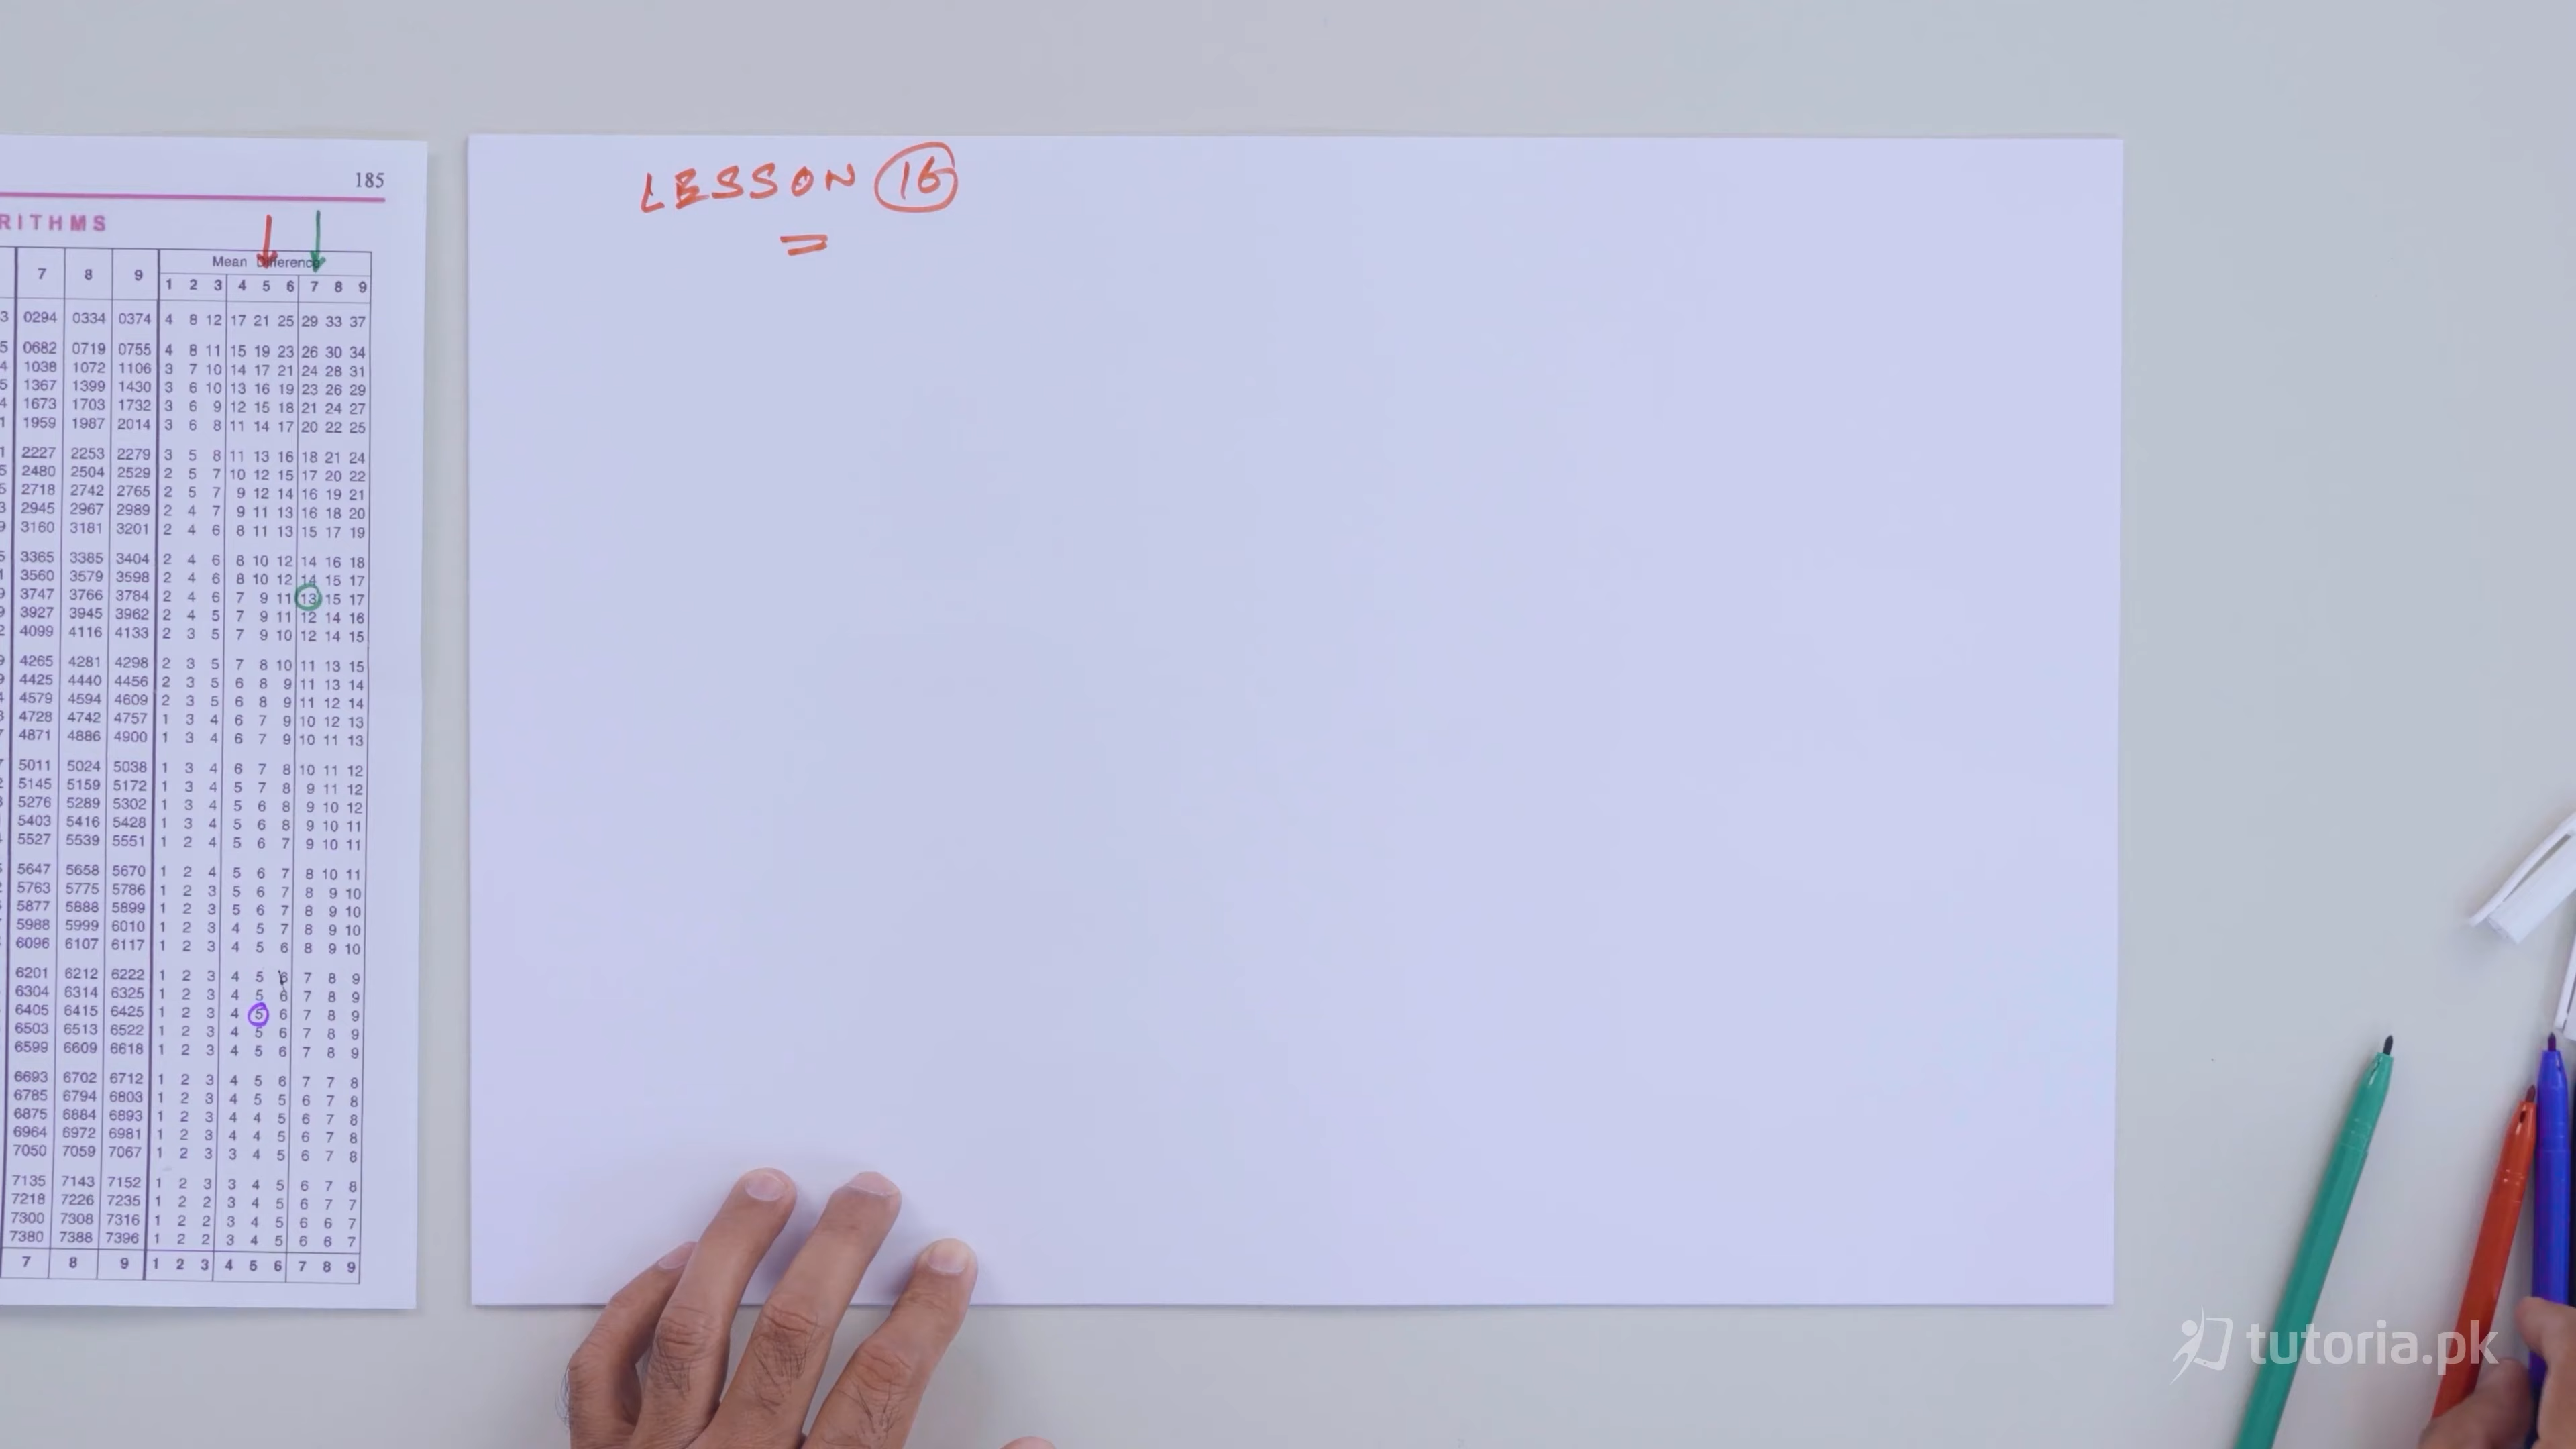 185
RITHMS
Mean Difference
7 8 9 1 2 3 4 5 6 7 8 9
3 0294 0334 0374 4 8 12 17 21 25 29 33 37
5 0682 0719 0755 4 8 11 15 19 23 26 30 34
4 1038 1072 1106 3 7 10 14 17 21 24 28 31
5 1367 1399 1430 3 6 10 13 16 19 23 26 29
4 1673 1703 1732 3 6 9 12 15 18 21 24 27
1 1959 1987 2014 3 6 8 11 14 17 20 22 25
1 2227 2253 2279 3 5 8 11 13 16 18 21 24
5 2480 2504 2529 2 5 7 10 12 15 17 20 22
5 2718 2742 2765 2 5 7 9 12 14 16 19 21
3 2945 2967 2989 2 4 7 9 11 13 16 18 20
9 3160 3181 3201 2 4 6 8 11 13 15 17 19
5 3365 3385 3404 2 4 6 8 10 12 14 16 18
1 3560 3579 3598 2 4 6 8 10 12 14 15 17
9 3747 3766 3784 2 4 6 7 9 11 13 15 17
9 3927 3945 3962 2 4 5 7 9 11 12 14 16
2 4099 4116 4133 2 3 5 7 9 10 12 14 15
9 4265 4281 4298 2 3 5 7 8 10 11 13 15
9 4425 4440 4456 2 3 5 6 8 9 11 13 14
4 4579 4594 4609 2 3 5 6 8 9 11 12 14
3 4728 4742 4757 1 3 4 6 7 9 10 12 13
7 4871 4886 4900 1 3 4 6 7 9 10 11 13
7 5011 5024 5038 1 3 4 6 7 8 10 11 12
2 5145 5159 5172 1 3 4 5 7 8 9 11 12
3 5276 5289 5302 1 3 4 5 6 8 9 10 12
5403 5416 5428 1 3 4 5 6 8 9 10 11
5527 5539 5551 1 2 4 5 6 7 9 10 11
5647 5658 5670 1 2 4 5 6 7 8 10 11
5763 5775 5786 1 2 3 5 6 7 8 9 10
5877 5888 5899 1 2 3 5 6 7 8 9 10
5988 5999 6010 1 2 3 4 5 7 8 9 10
6096 6107 6117 1 2 3 4 5 6 8 9 10
6201 6212 6222 1 2 3 4 5 6 7 8 9
6304 6314 6325 1 2 3 4 5 6 7 8 9
6405 6415 6425 1 2 3 4 5 6 7 8 9
6503 6513 6522 1 2 3 4 5 6 7 8 9
6599 6609 6618 1 2 3 4 5 6 7 8 9
6693 6702 6712 1 2 3 4 5 6 7 7 8
6785 6794 6803 1 2 3 4 5 5 6 7 8
6875 6884 6893 1 2 3 4 4 5 6 7 8
6964 6972 6981 1 2 3 4 4 5 6 7 8
7050 7059 7067 1 2 3 3 4 5 6 7 8
7135 7143 7152 1 2 3 3 4 5 6 7 8
7218 7226 7235 1 2 2 3 4 5 6 7 7
7300 7308 7316 1 2 2 3 4 5 6 6 7
7380 7388 7396 1 2 2 3 4 5 6 6 7
7 8 9 1 2 3 4 5 6 7 8 9
LESSON 16
tutoria.pk